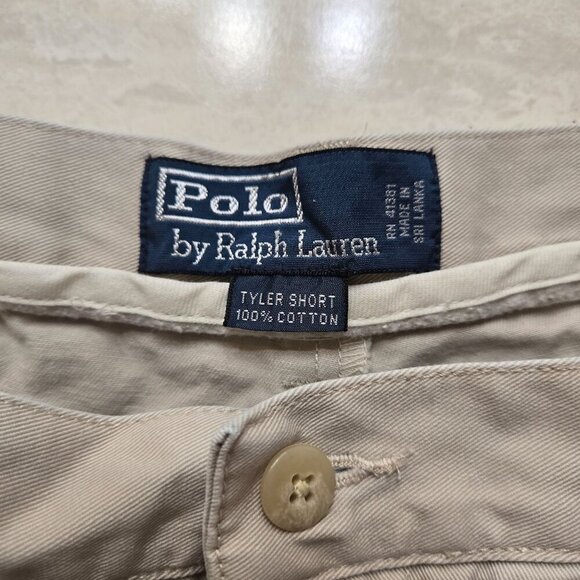 Polo
by Ralph Lauren
RN 41381
MADE IN
SRI LANKA
TYLER SHORT
100% COTTON